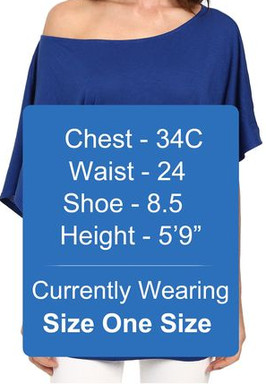 Chest - 34C
Waist - 24
Shoe - 8.5
Height - 5'9”
Currently Wearing
Size One Size